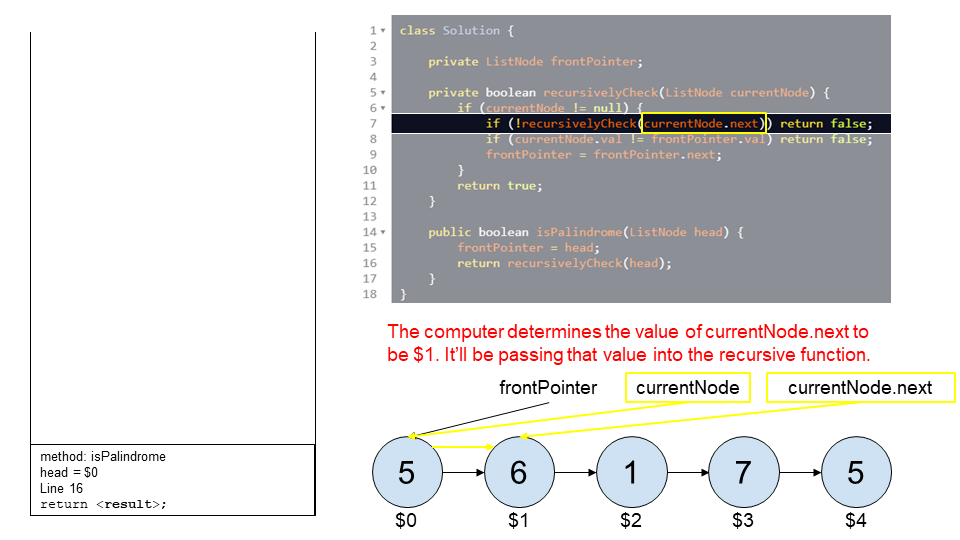 1 class Solution {
2
3 private ListNode frontPointer;
4
5 private boolean recursivelyCheck(ListNode currentNode) {
6 if (currentNode != null) {
7 if (!recursivelyCheck(currentNode.next)) return false;
8 if (currentNode.val != frontPointer.val) return false;
9 frontPointer = frontPointer.next;
10 }
11 return true;
12 }
13
14 public boolean isPalindrome(ListNode head) {
15 frontPointer = head;
16 return recursivelyCheck(head);
17 }
18 }
The computer determines the value of currentNode.next to
be $1. It'll be passing that value into the recursive function.
frontPointer currentNode currentNode.next
5 6 1 7 5
$0 $1 $2 $3 $4
method: isPalindrome
head = $0
Line 16
return <result>;